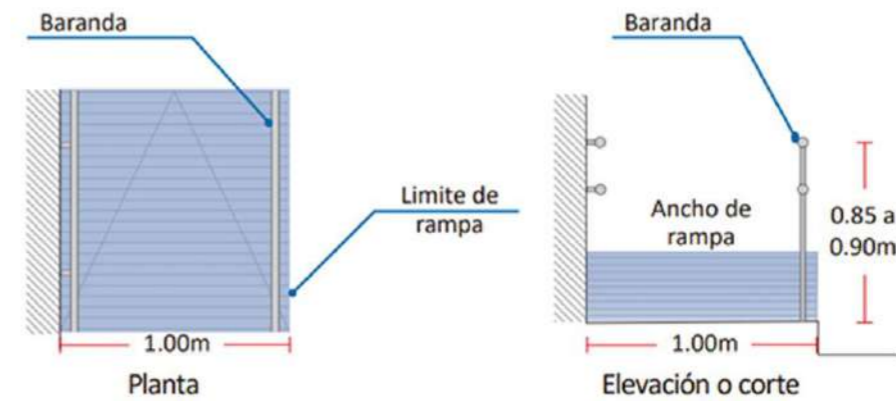 Baranda
Limite de
rampa
1.00m
Planta
Baranda
Ancho de
rampa
0.85 a
0.90m
1.00m
Elevación o corte